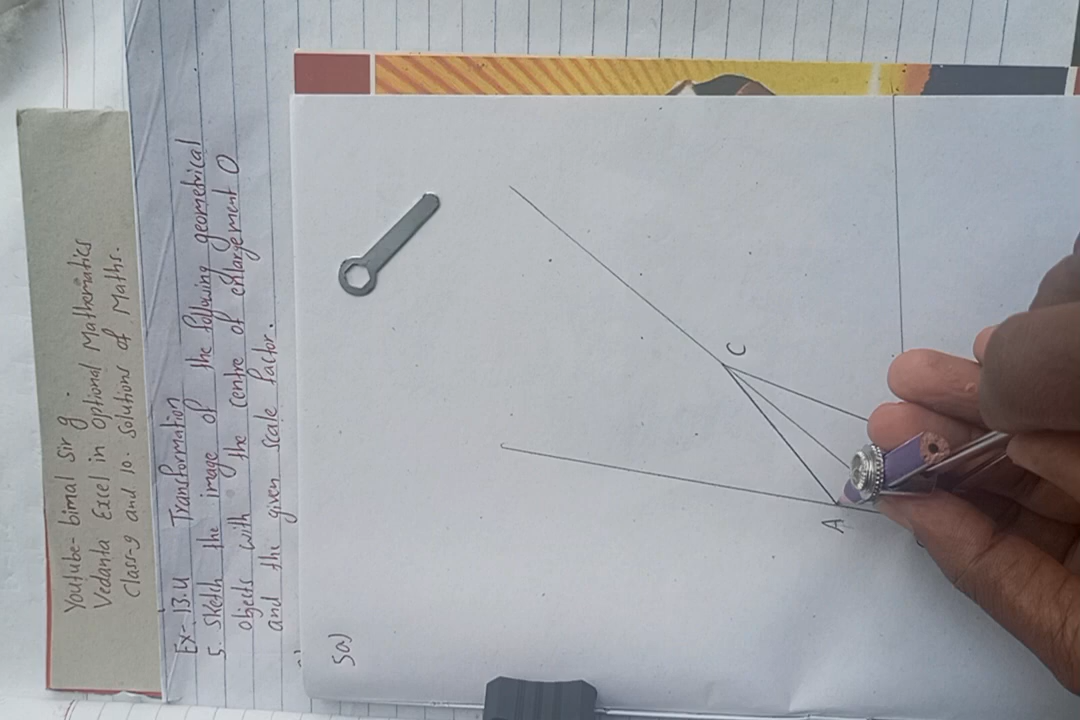 Youtube- bimal Sir g.
Vedanta Excel in Optional Mathematics
Class-9 and 10. Solutions of Maths.
Ex- 13.4 Transformation
5. Sketch the image of the following geometrical
objects with the centre of enlargement O
and the given scale factor.
5a)
C
A